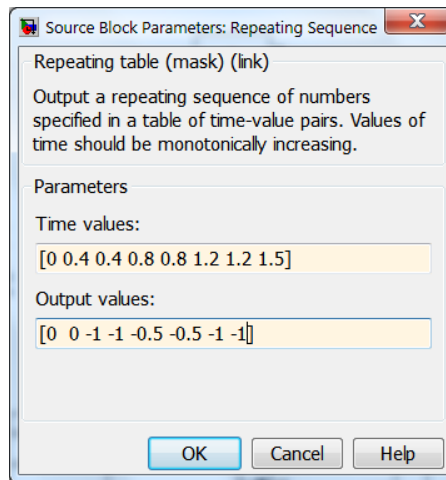 Source Block Parameters: Repeating Sequence
Repeating table (mask) (link)
Output a repeating sequence of numbers
specified in a table of time-value pairs. Values of
time should be monotonically increasing.
Parameters
Time values:
[0 0.4 0.4 0.8 0.8 1.2 1.2 1.5]
Output values:
[0  0 -1 -1 -0.5 -0.5 -1 -1]
OK Cancel Help